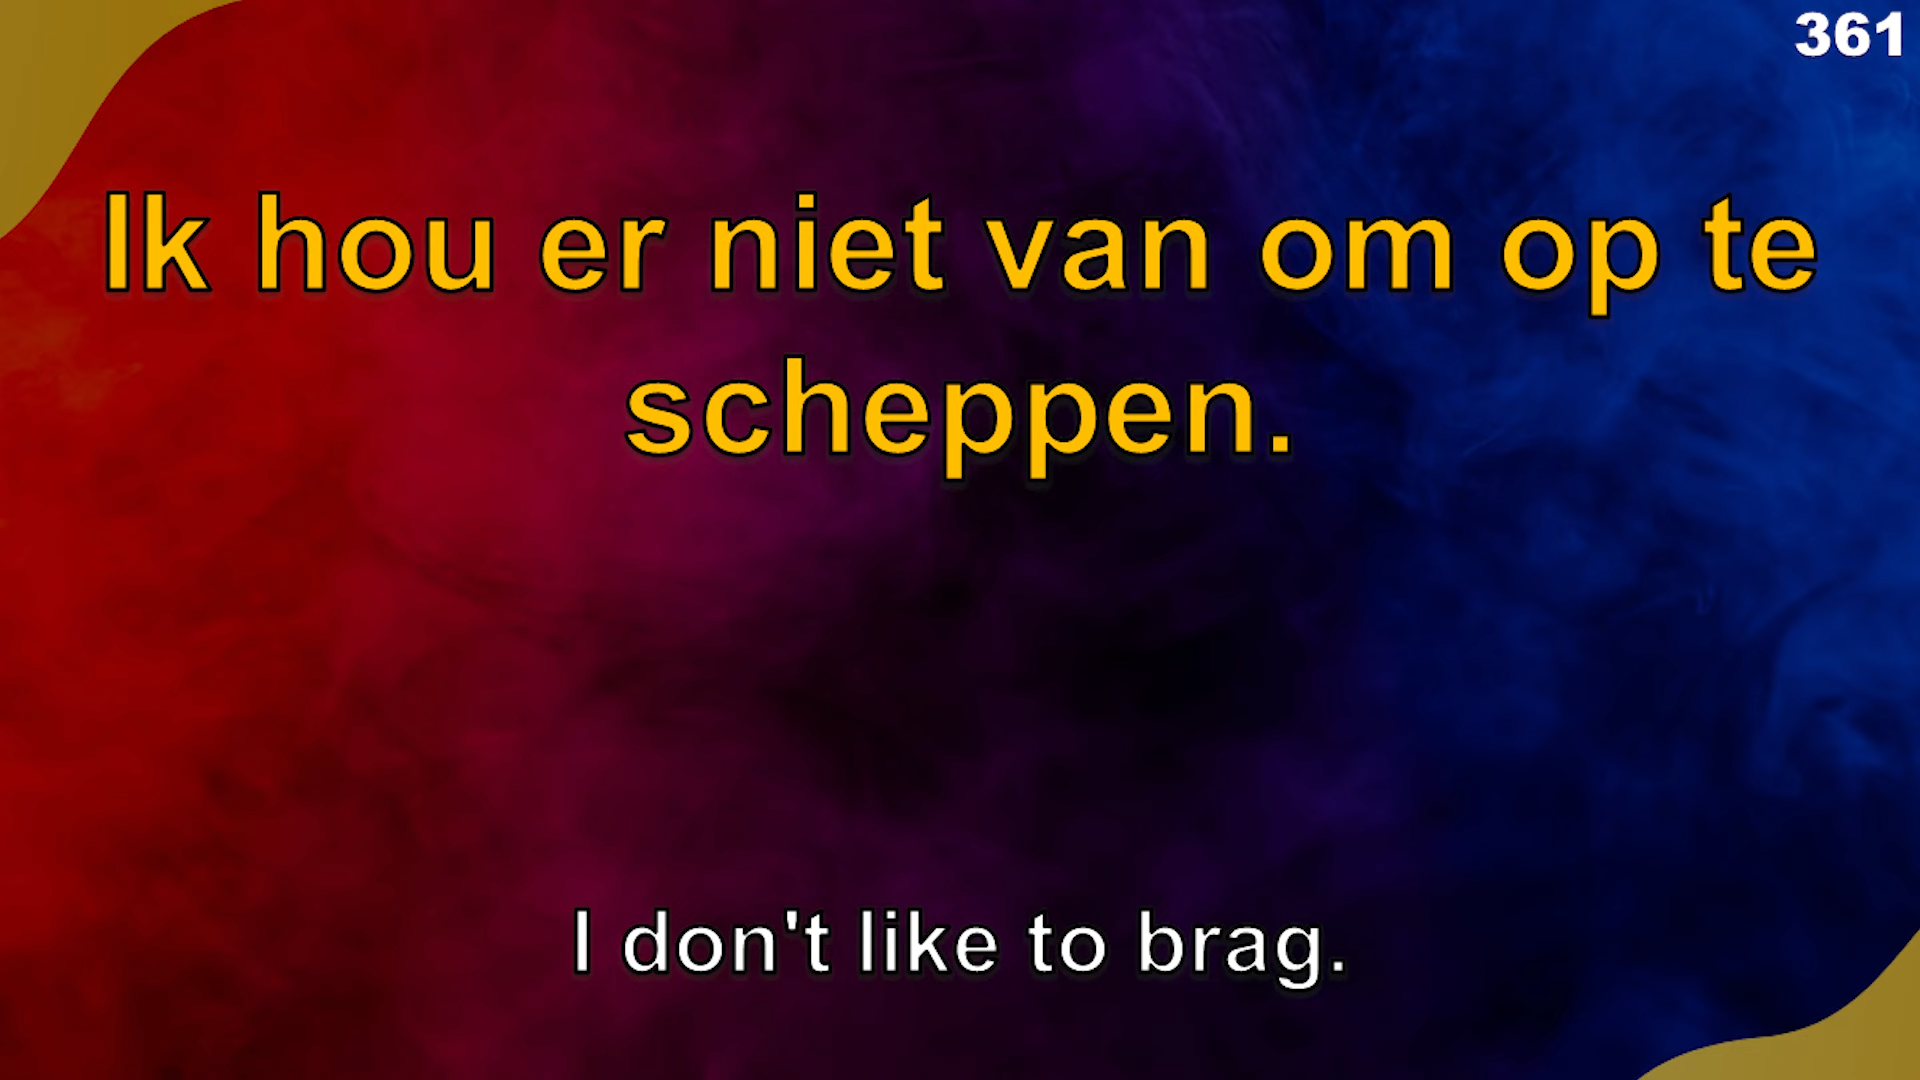 361
Ik hou er niet van om op te
scheppen.
I don't like to brag.